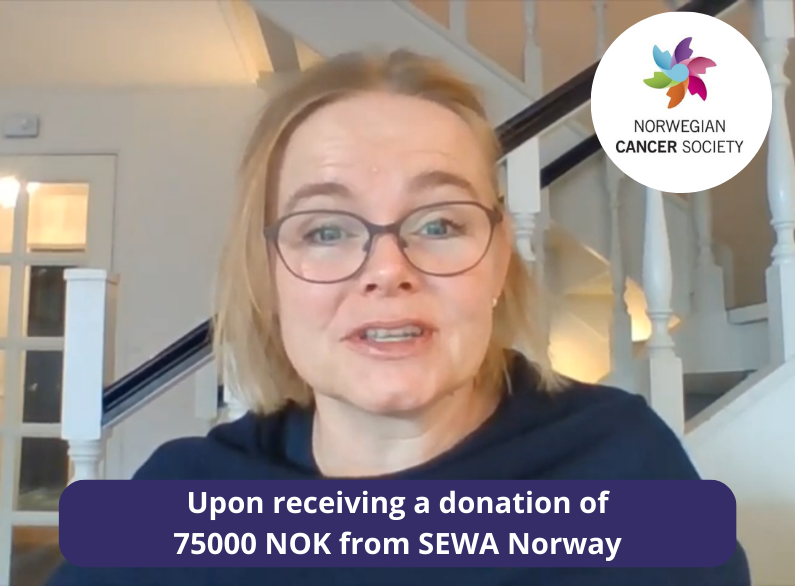 NORWEGIAN
CANCER SOCIETY
Upon receiving a donation of
75000 NOK from SEWA Norway